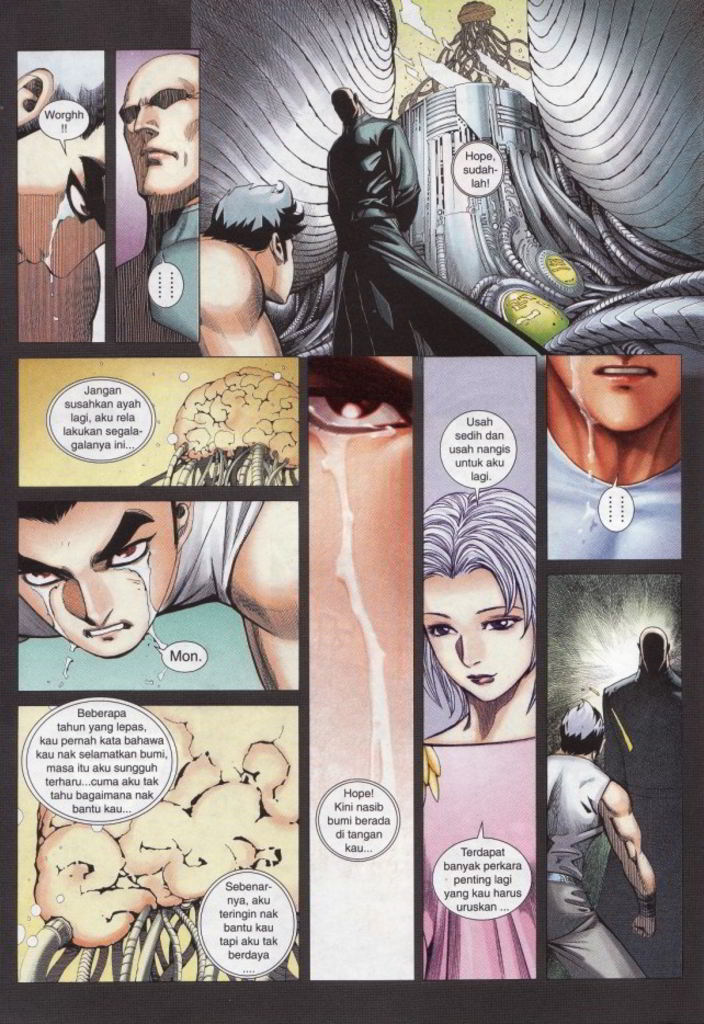 Worghh
!!
......
Hope,
sudah-
lah!
Jangan
susahkan ayah
lagi, aku rela
lakukan segala-
galanya ini...
Usah
sedih dan
usah nangis
untuk aku
lagi.
......
Mon.
Beberapa
tahun yang lepas,
kau pernah kata bahawa
kau nak selamatkan bumi,
masa itu aku sungguh
terharu...cuma aku tak
tahu bagaimana nak
bantu kau...
Sebenar-
nya, aku
teringin nak
bantu kau
tapi aku tak
berdaya
....
Hope!
Kini nasib
bumi berada
di tangan
kau...
Terdapat
banyak perkara
penting lagi
yang kau harus
uruskan ...